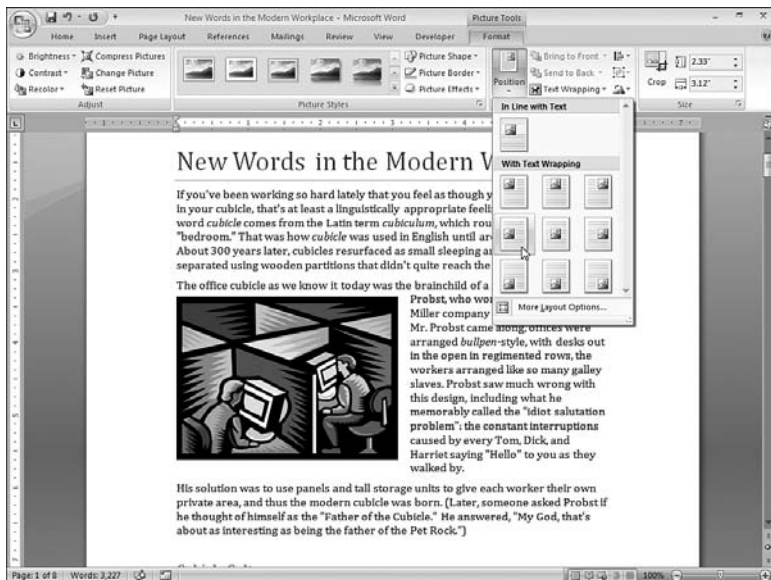 New Words in the Modern Workplace - Microsoft Word
Picture Tools
Home Insert Page Layout References Mailings Review View Developer Format
Brightness Compress Pictures
Contrast Change Picture
Recolor Reset Picture
Adjust
Picture Styles
Picture Shape
Picture Border
Picture Effects
Position
Bring to Front
Send to Back
Text Wrapping
Crop
2.33"
3.12"
Size
In Line with Text
With Text Wrapping
More Layout Options...
New Words in the Modern W
If you've been working so hard lately that you feel as though y
in your cubicle, that's at least a linguistically appropriate feeli
word cubicle comes from the Latin term cubiculum, which rou
"bedroom." That was how cubicle was used in English until ar
About 300 years later, cubicles resurfaced as small sleeping ar
separated using wooden partitions that didn't quite reach the
The office cubicle as we know it today was the brainchild of a
Probst, who wor
Miller company
Mr. Probst came along, offices were
arranged bullpen-style, with desks out
in the open in regimented rows, the
workers arranged like so many galley
slaves. Probst saw much wrong with
this design, including what he
memorably called the "idiot salutation
problem": the constant interruptions
caused by every Tom, Dick, and
Harriet saying "Hello" to you as they
walked by.
His solution was to use panels and tall storage units to give each worker their own
private area, and thus the modern cubicle was born. (Later, someone asked Probst if
he thought of himself as the "Father of the Cubicle." He answered, "My God, that's
about as interesting as being the father of the Pet Rock.")
Page: 1 of 8 Words: 3,227
100%